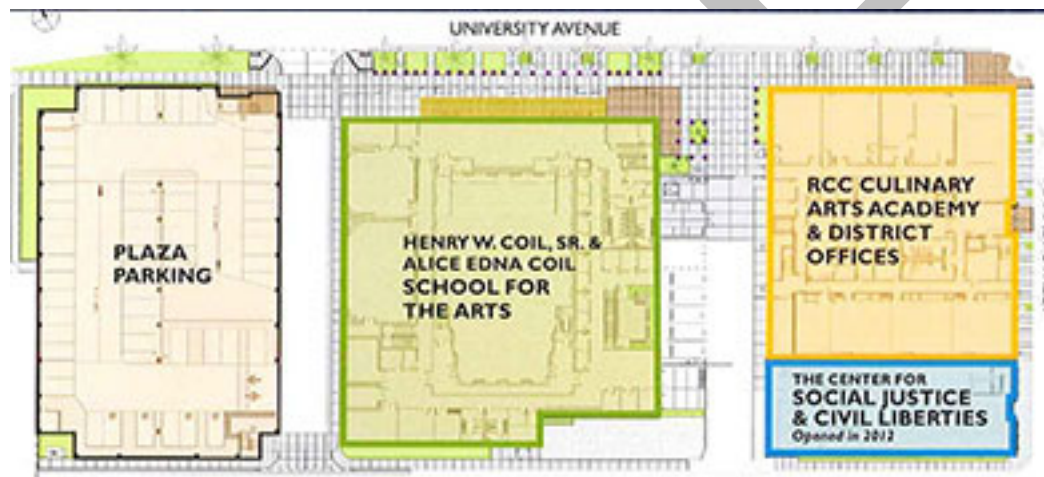 UNIVERSITY AVENUE
PLAZA
PARKING
HENRY W. COIL, SR. &
ALICE EDNA COIL
SCHOOL FOR
THE ARTS
RCC CULINARY
ARTS ACADEMY
& DISTRICT
OFFICES
THE CENTER FOR
SOCIAL JUSTICE
& CIVIL LIBERTIES
Opened in 2012